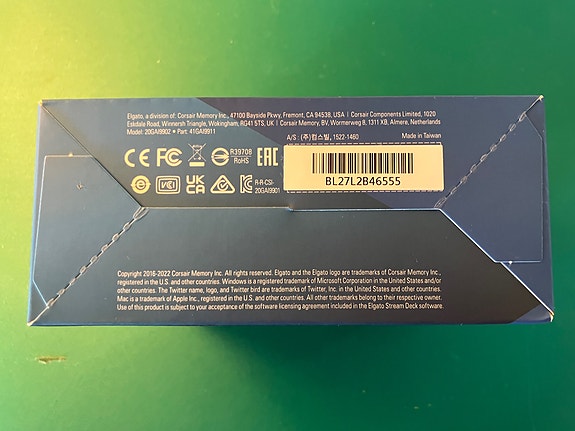 Elgato, a division of: Corsair Memory Inc., 47100 Bayside Pkwy, Fremont, CA 94538, USA | Corsair Components Limited, 1020
Eskdale Road, Winnersh Triangle, Wokingham, RG41 5TS, UK | Corsair Memory, BV, Wormerweg 8, 1311 XB, Almere, Netherlands
Model: 20GAI9902 • Part: 41GAI9911
A/S : (주)컴스빌, 1522-1460
Made in Taiwan
CE FC R39708
RoHS
EAC
BL27L2B46555
VCI UK
CA
R-R-CSI-
20GAI9901
Copyright 2016-2022 Corsair Memory Inc. All rights reserved. Elgato and the Elgato logo are trademarks of Corsair Memory Inc.,
registered in the U.S. and other countries. Windows is a registered trademark of Microsoft Corporation in the United States and/or
other countries. The Twitter name, logo, and Twitter bird are trademarks of Twitter, Inc. in the United States and other countries.
Mac is a trademark of Apple Inc., registered in the U.S. and other countries. All other trademarks belong to their respective owner.
Use of this product is subject to your acceptance of the software licensing agreement included in the Elgato Stream Deck software.